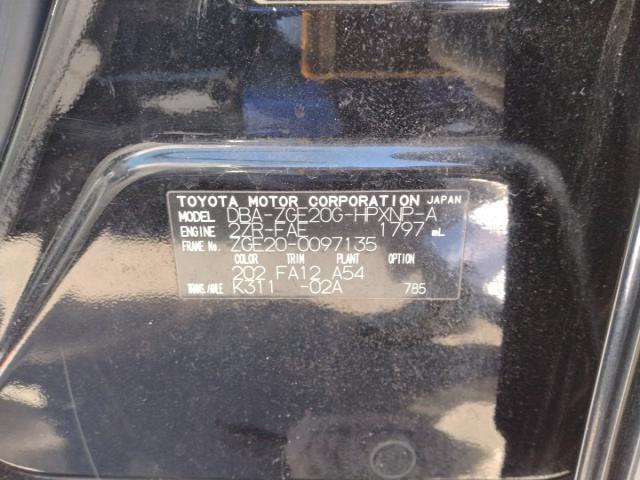 TOYOTA MOTOR CORPORATION JAPAN
MODEL DBA-ZGE20G-HPXNP-A
ENGINE 2ZR-FAE 1797 mL
FRAME No. ZGE20-0097135
COLOR TRIM PLANT OPTION
202 FA12 A54
TRANS./AXLE K3T1 -02A 785